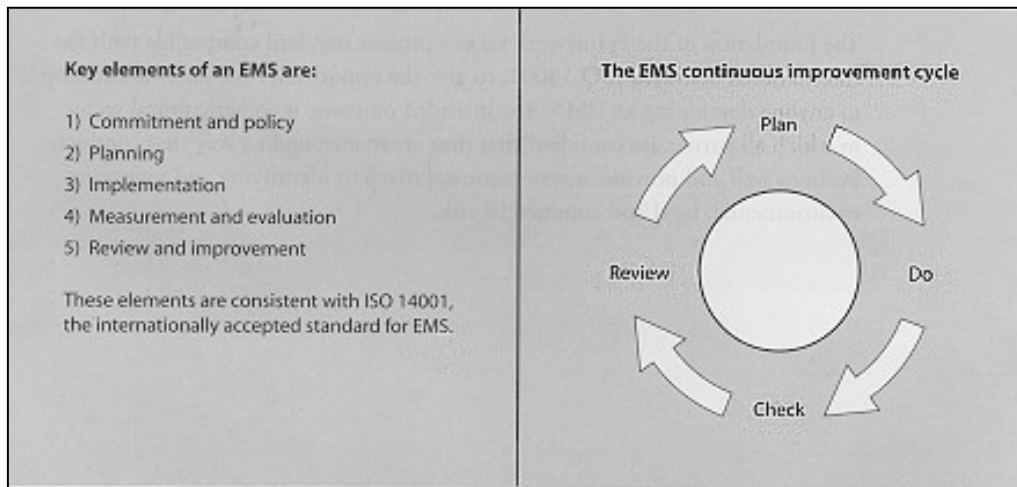 Key elements of an EMS are:
1) Commitment and policy
2) Planning
3) Implementation
4) Measurement and evaluation
5) Review and improvement
These elements are consistent with ISO 14001,
the internationally accepted standard for EMS.
The EMS continuous improvement cycle
Plan
Do
Check
Review